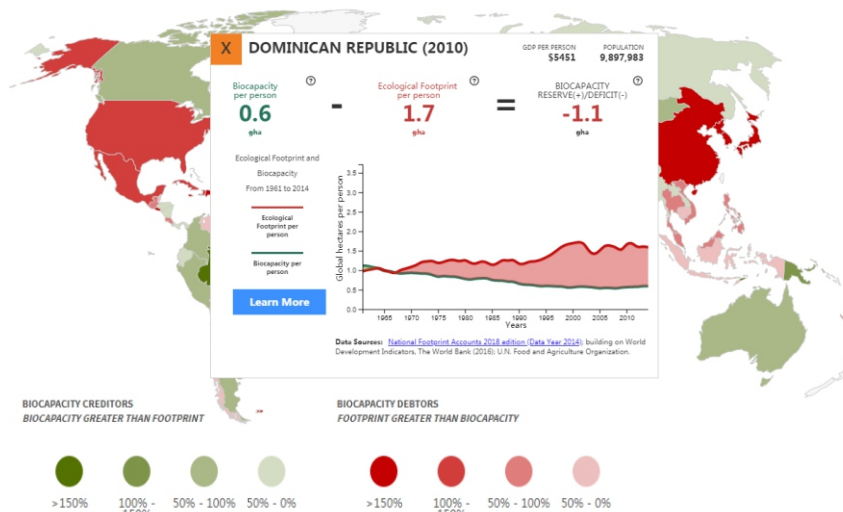 X
DOMINICAN REPUBLIC (2010)
GDP PER PERSON
$5451
POPULATION
9,897,983
Biocapacity
per person
0.6
gha
-
Ecological Footprint
per person
1.7
gha
=
BIOCAPACITY
RESERVE(+)/DEFICIT(-)
-1.1
gha
Ecological Footprint and
Biocapacity
From 1961 to 2014
Ecological
Footprint per
person
Biocapacity per
person
Learn More
Global hectares per person
3.5
3.0
2.5
2.0
1.5
1.0
0.5
0.0
1965 1970 1975 1980 1985 1990 1995 2000 2005 2010
Years
Data Sources: National Footprint Accounts 2018 edition (Data Year 2014); building on World
Development Indicators, The World Bank (2016); U.N. Food and Agriculture Organization.
BIOCAPACITY CREDITORS
BIOCAPACITY GREATER THAN FOOTPRINT
>150% 100% - 150% 50% - 100% 50% - 0%
BIOCAPACITY DEBTORS
FOOTPRINT GREATER THAN BIOCAPACITY
>150% 100% - 150% 50% - 100% 50% - 0%